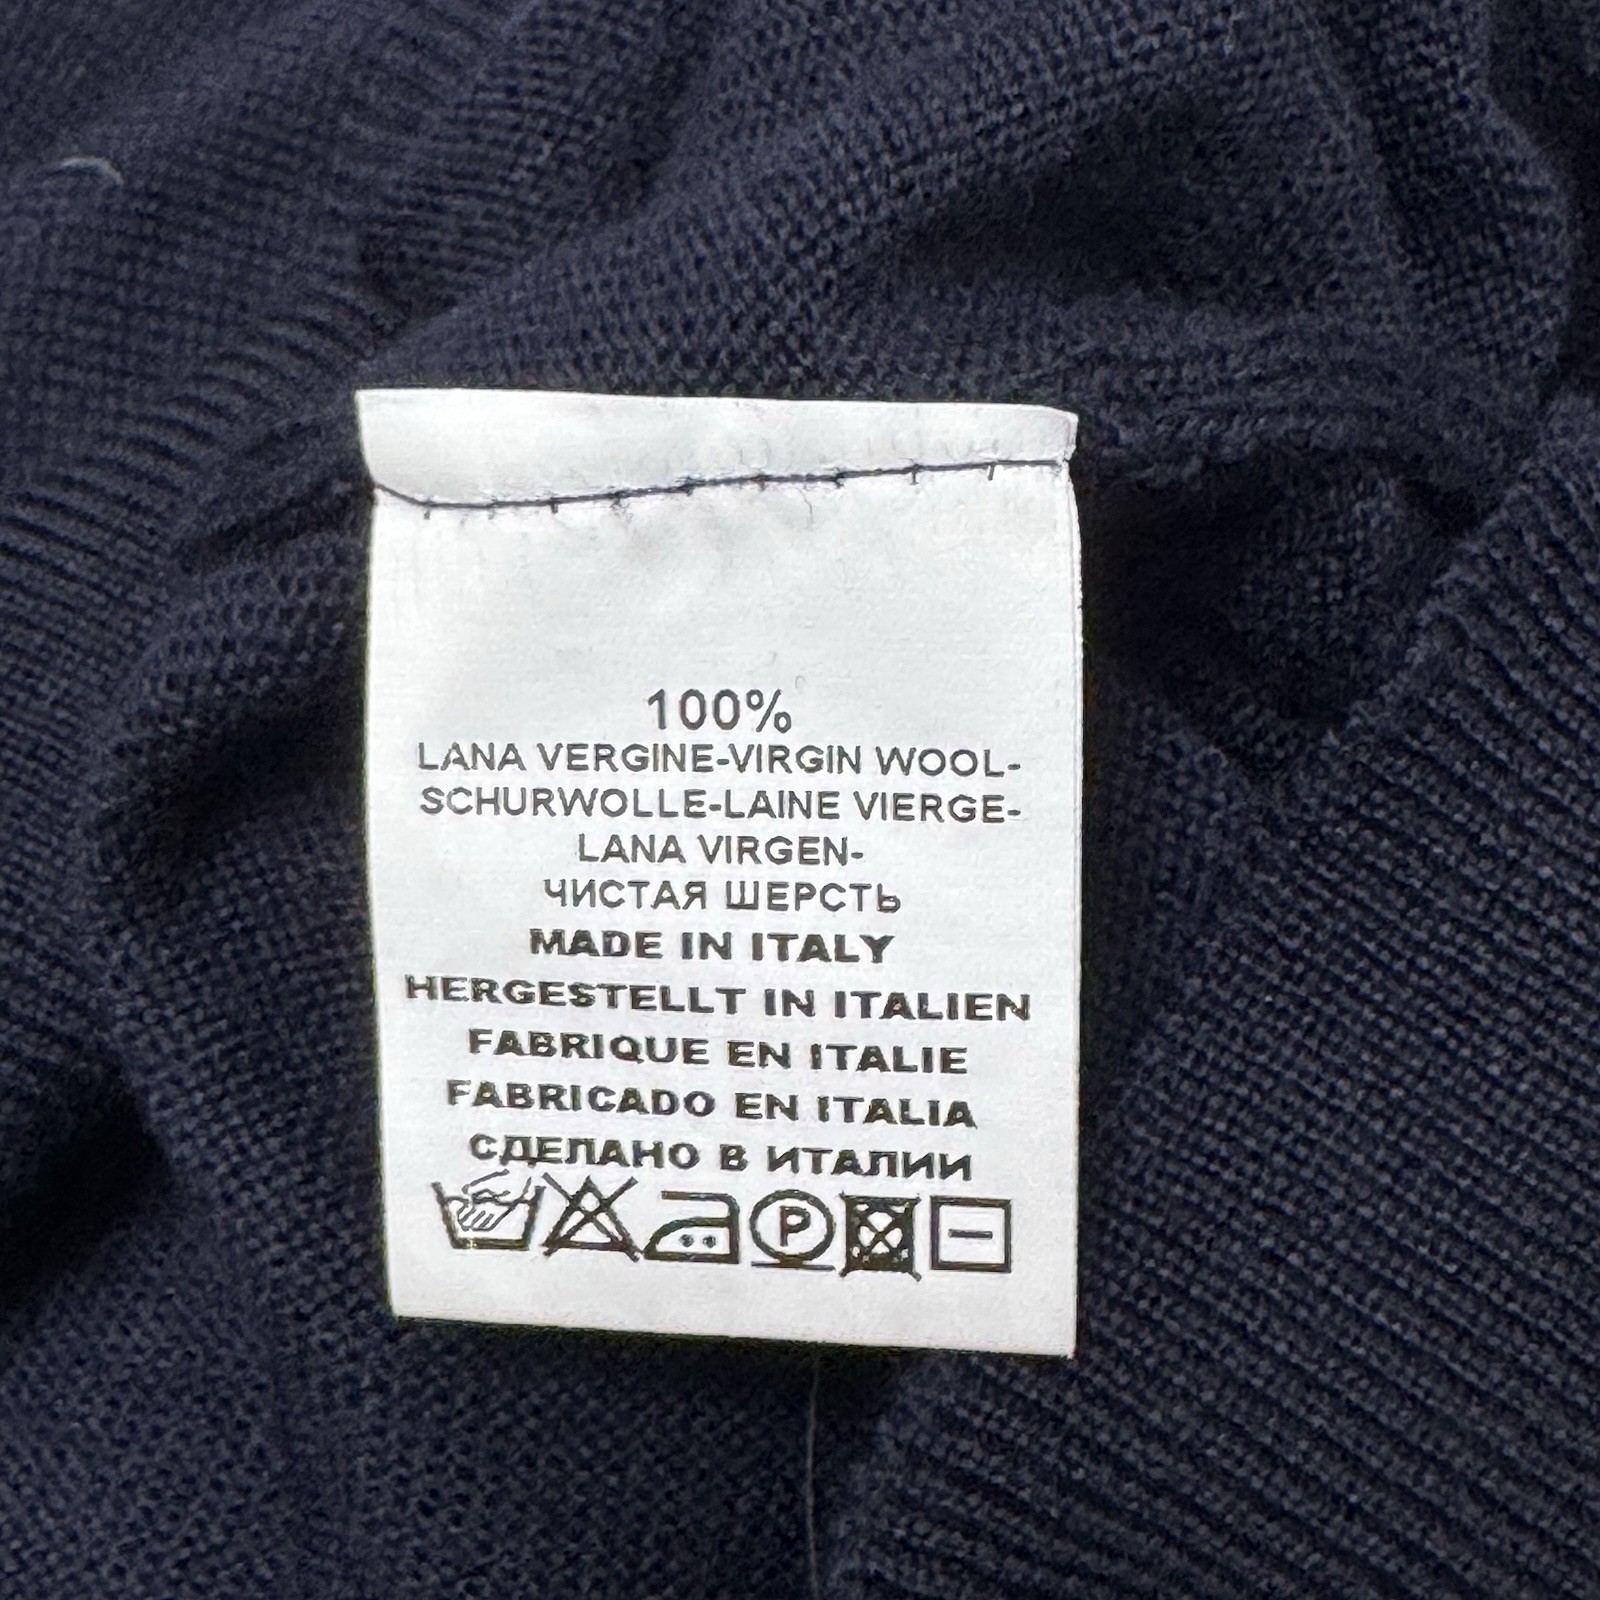 100%
LANA VERGINE-VIRGIN WOOL-
SCHURWOLLE-LAINE VIERGE-
LANA VIRGEN-
ЧИСТАЯ ШЕРСТЬ
MADE IN ITALY
HERGESTELLT IN ITALIEN
FABRIQUE EN ITALIE
FABRICADO EN ITALIA
СДЕЛАНО В ИТАЛИИ
P